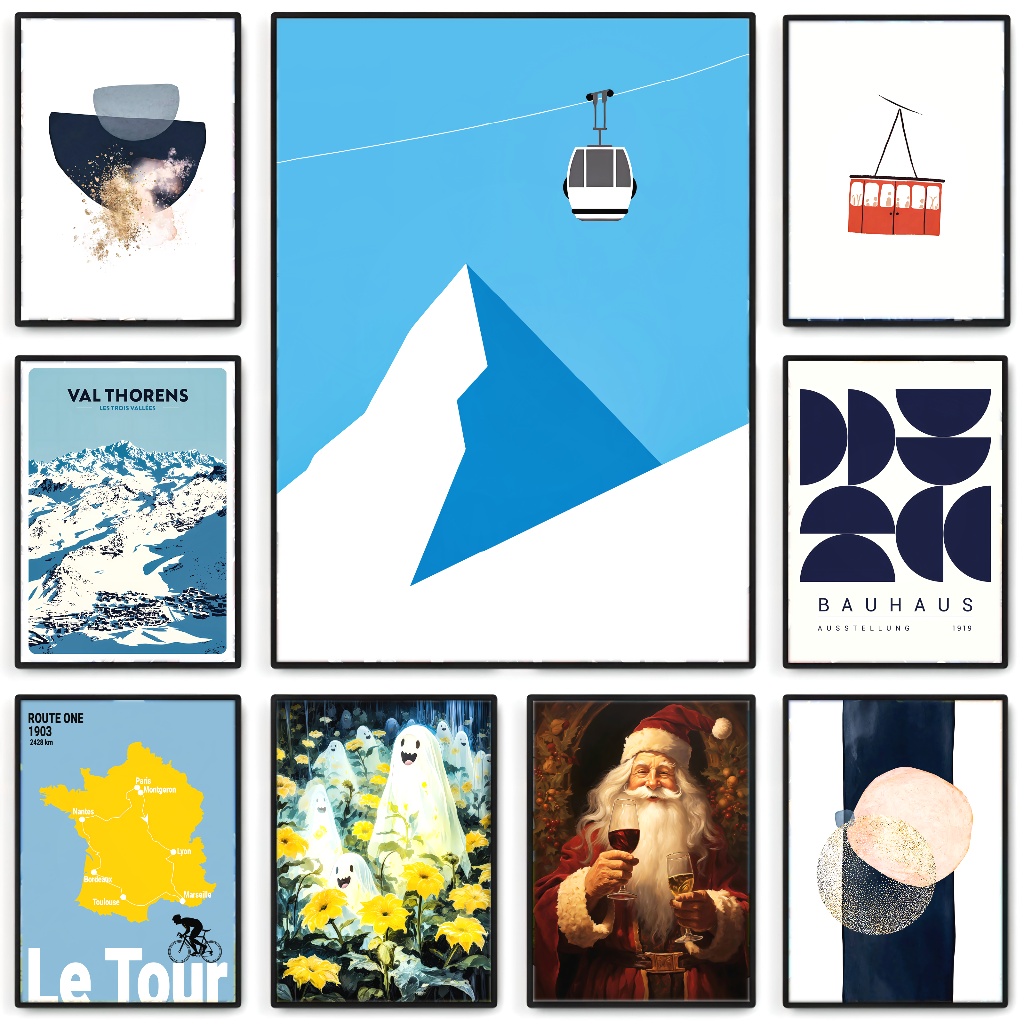 VAL THORENS
LES TROIS VALLÉES
BAUHAUS
AUSSTELLUNG 1919
ROUTE ONE
1903
2428 km
Paris
Montgeron
Nantes
Lyon
Bordeaux
Marseille
Toulouse
Le Tour